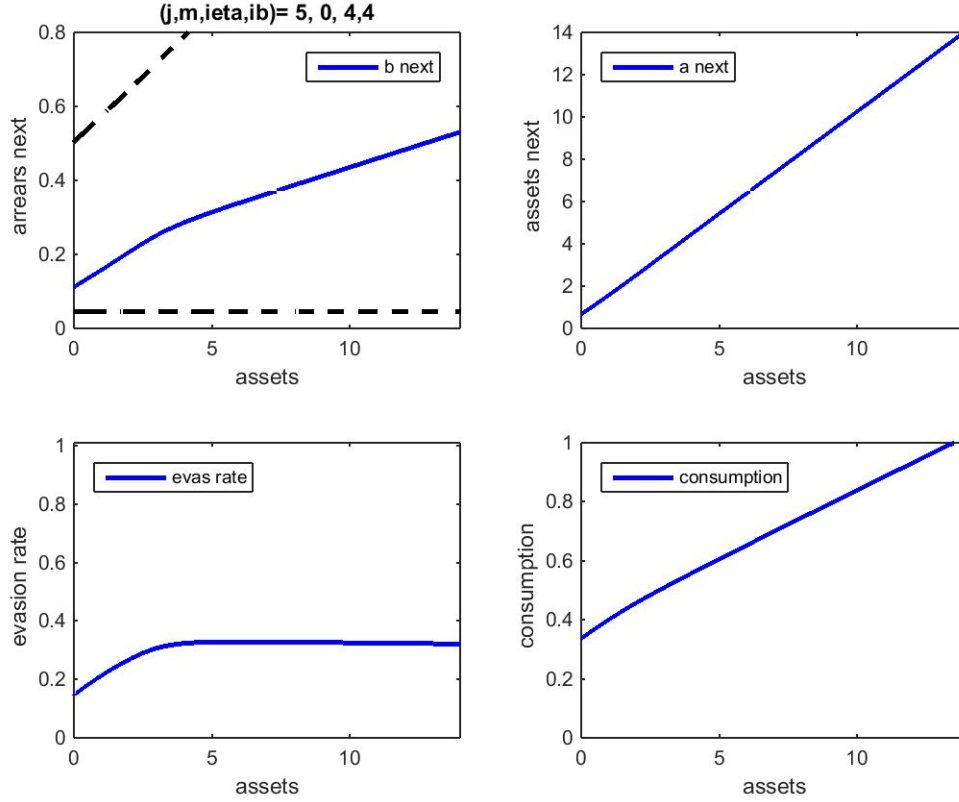 (j,m,ieta,ib)= 5, 0, 4,4
0.8
0.6
0.4
0.2
0
0
5
10
arrears next
assets
b next
14
12
10
8
6
4
2
0
0
5
10
assets next
assets
a next
1
0.8
0.6
0.4
0.2
0
0
5
10
evasion rate
assets
evas rate
1
0.8
0.6
0.4
0.2
0
0
5
10
consumption
assets
consumption